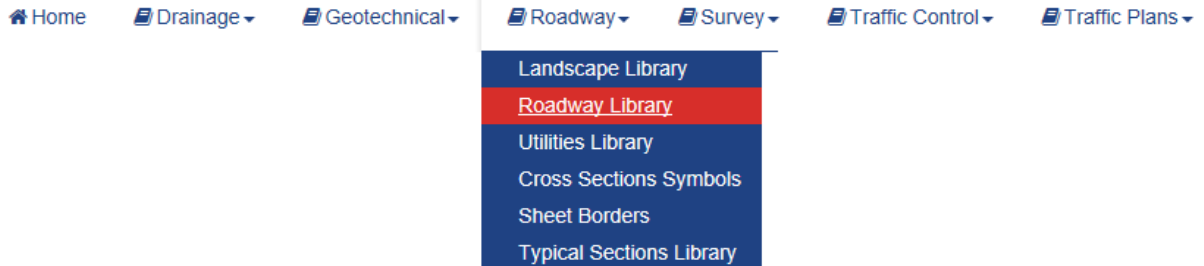 Home Drainage Geotechnical Roadway Survey Traffic Control Traffic Plans
Landscape Library
Roadway Library
Utilities Library
Cross Sections Symbols
Sheet Borders
Typical Sections Library